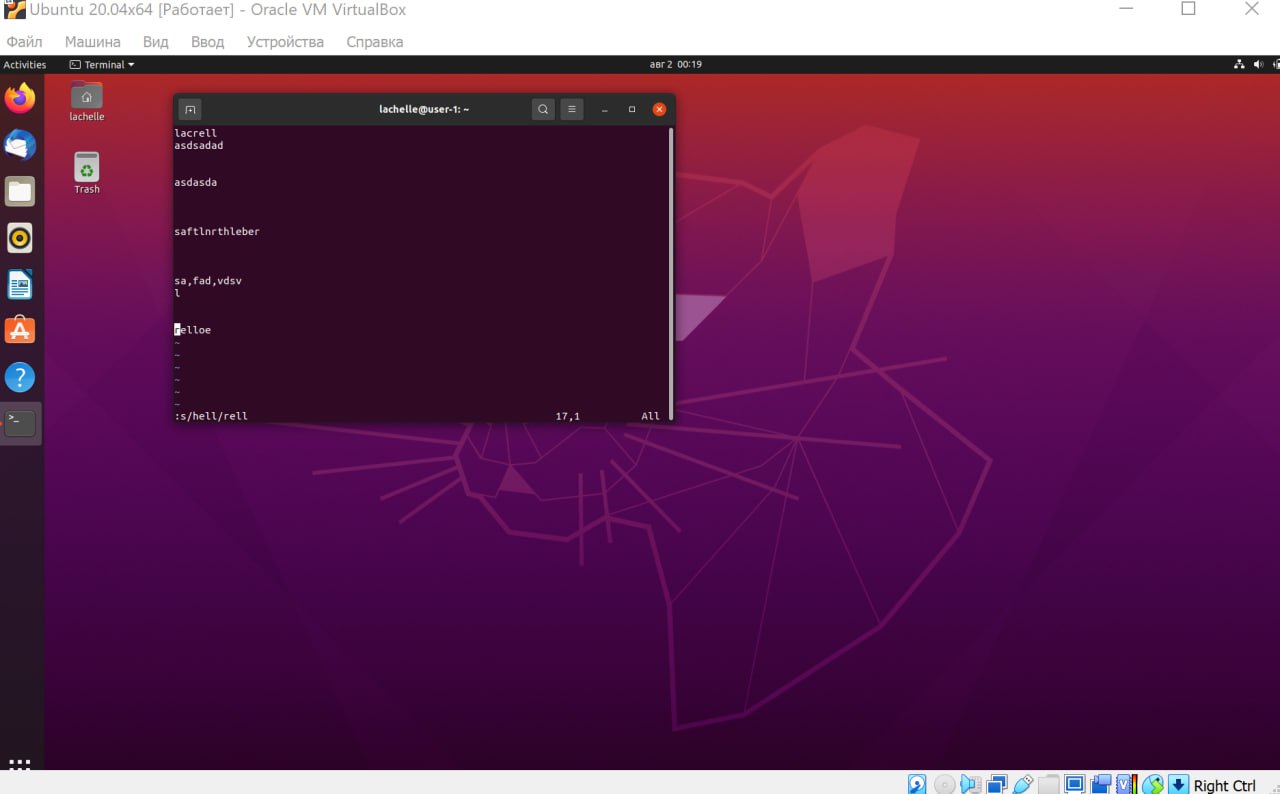 Ubuntu 20.04x64 [Работает] - Oracle VM VirtualBox
Файл Машина Вид Ввод Устройства Справка
Activities Terminal авг 2 00:19
lachelle
Trash
lachelle@user-1: ~
lacrell
asdsadad
asdasda
saftlnrthleber
sa,fad,vdsv
l
relloe
~
~
~
~
~
~
:s/hell/rell 17,1 All
Right Ctrl